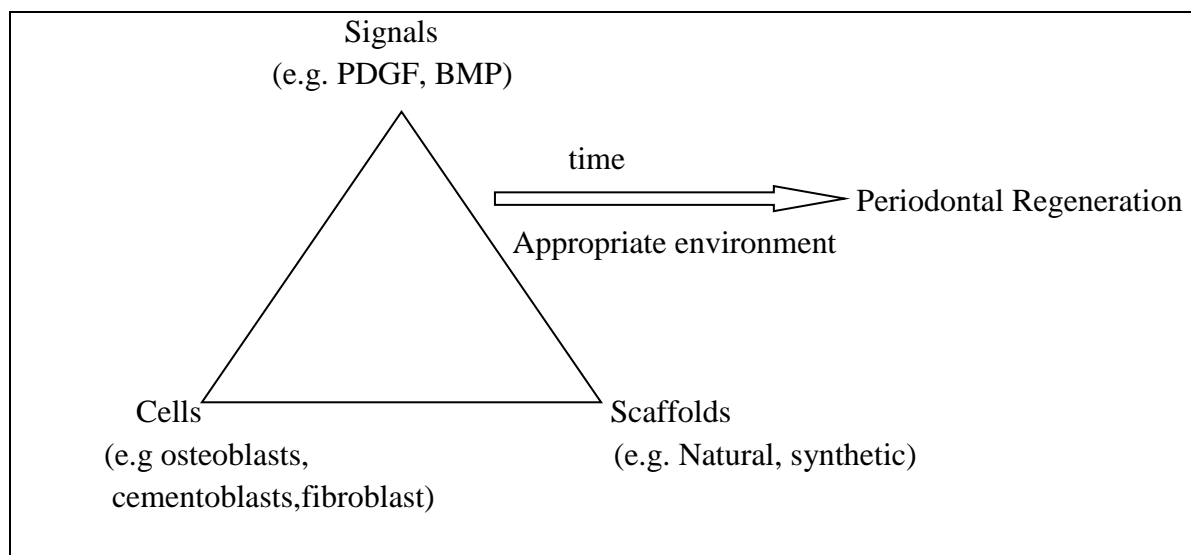 Signals
(e.g. PDGF, BMP)
time
Periodontal Regeneration
Appropriate environment
Cells
(e.g osteoblasts,
cementoblasts,fibroblast)
Scaffolds
(e.g. Natural, synthetic)